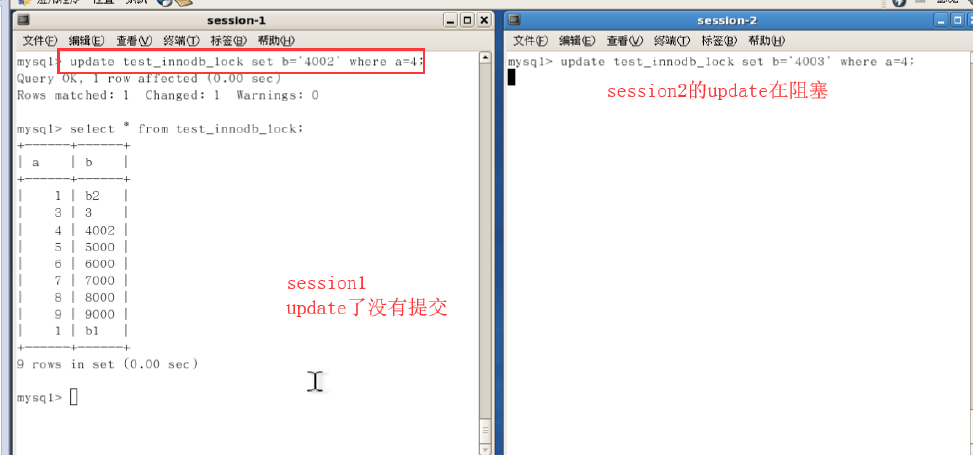 session-1
文件(F) 编辑(E) 查看(V) 终端(T) 标签(B) 帮助(H)
mysql> update test_innodb_lock set b='4002' where a=4;
Query OK, 1 row affected (0.00 sec)
Rows matched: 1 Changed: 1 Warnings: 0
mysql> select * from test_innodb_lock;
+------+------+
| a | b |
+------+------+
| 1 | b2 |
| 3 | 3 |
| 4 | 4002 |
| 5 | 5000 |
| 6 | 6000 |
| 7 | 7000 |
| 8 | 8000 |
| 9 | 9000 |
| 1 | b1 |
+------+------+
9 rows in set (0.00 sec)
mysql>
session1
update了没有提交
session-2
文件(F) 编辑(E) 查看(V) 终端(T) 标签(B) 帮助(H)
mysql> update test_innodb_lock set b='4003' where a=4;
session2的update在阻塞